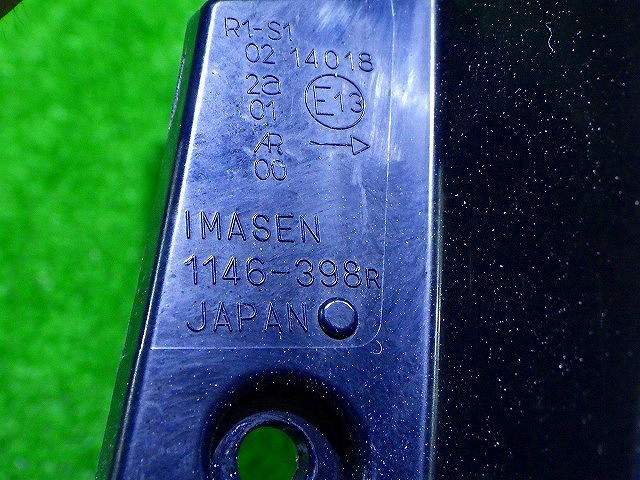 R1-S1
02 14018
2a
01 E13
AR →
00
IMASEN
1146-398R
JAPAN